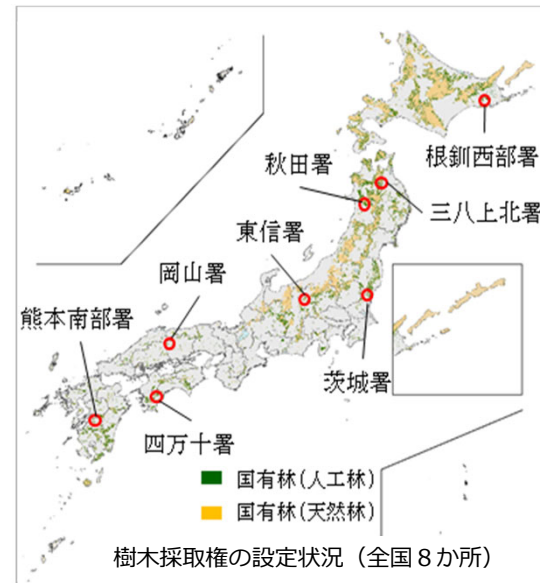 根釧西部署
秋田署
三八上北署
東信署
岡山署
熊本南部署
茨城署
四万十署
国有林(人工林)
国有林(天然林)
樹木採取権の設定状況（全国８か所）